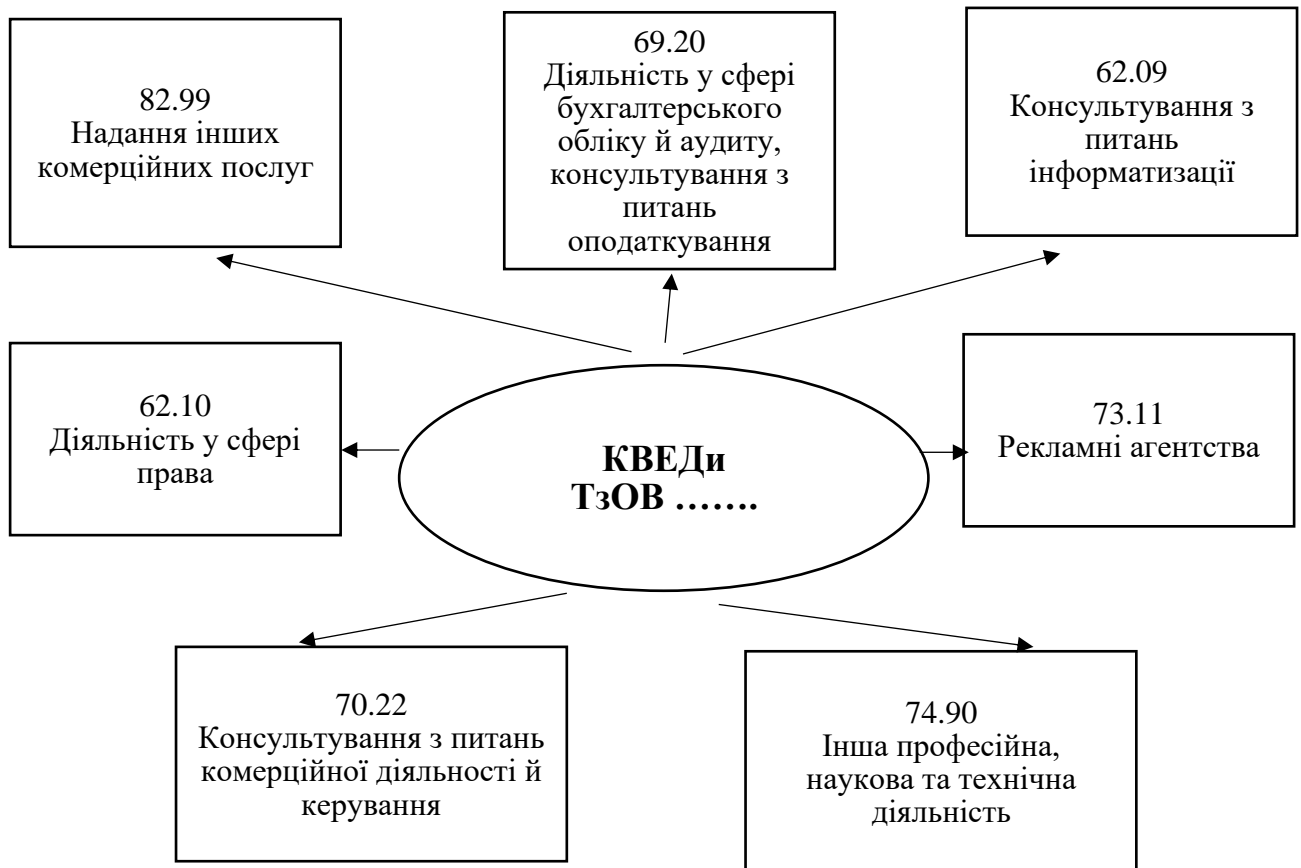 82.99
Надання інших
комерційних послуг
69.20
Діяльність у сфері
бухгалтерського
обліку й аудиту,
консультування з
питань
оподаткування
62.09
Консультування з
питань
інформатизації
62.10
Діяльність у сфері
права
КВЕДи
ТзОВ …….
73.11
Рекламні агентства
70.22
Консультування з питань
комерційної діяльності й
керування
74.90
Інша професійна,
наукова та технічна
діяльність